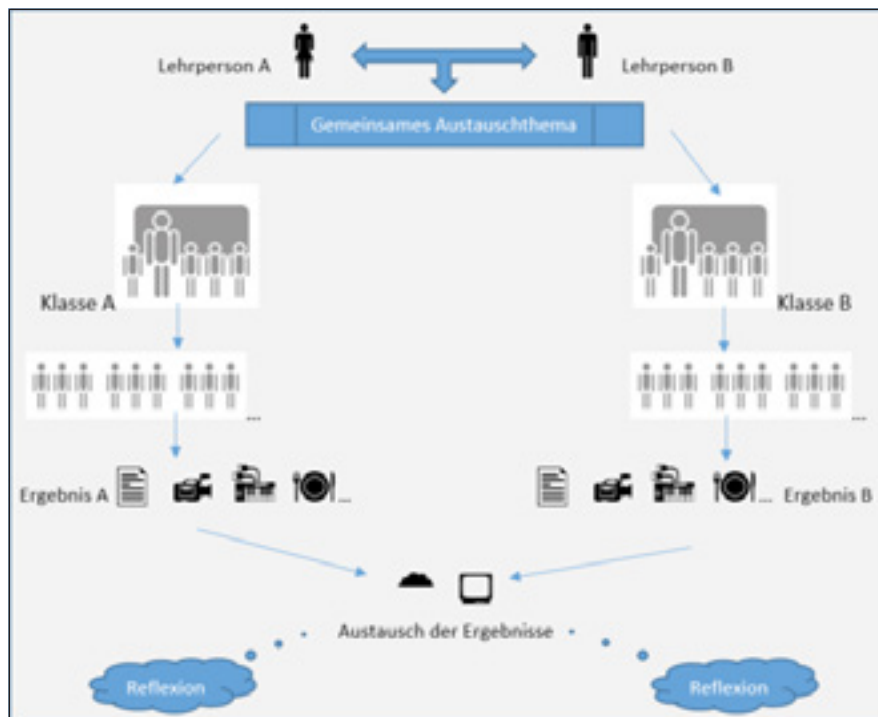 Lehrperson A
Lehrperson B
Gemeinsames Austauschthema
Klasse A
Klasse B
...
...
Ergebnis A
...
... Ergebnis B
Austausch der Ergebnisse
Reflexion
Reflexion